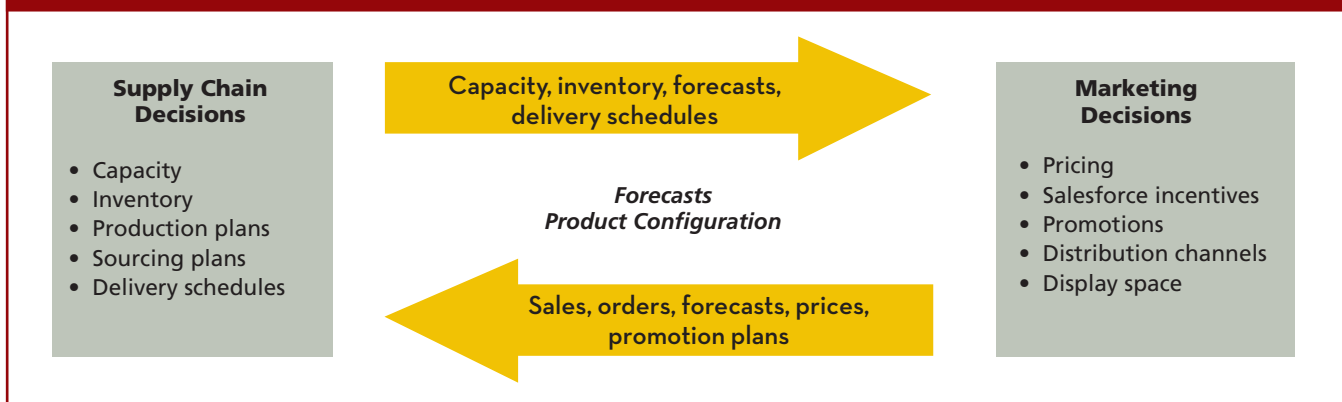 Supply Chain
Decisions
• Capacity
• Inventory
• Production plans
• Sourcing plans
• Delivery schedules
Capacity, inventory, forecasts,
delivery schedules
Forecasts
Product Configuration
Sales, orders, forecasts, prices,
promotion plans
Marketing
Decisions
• Pricing
• Salesforce incentives
• Promotions
• Distribution channels
• Display space